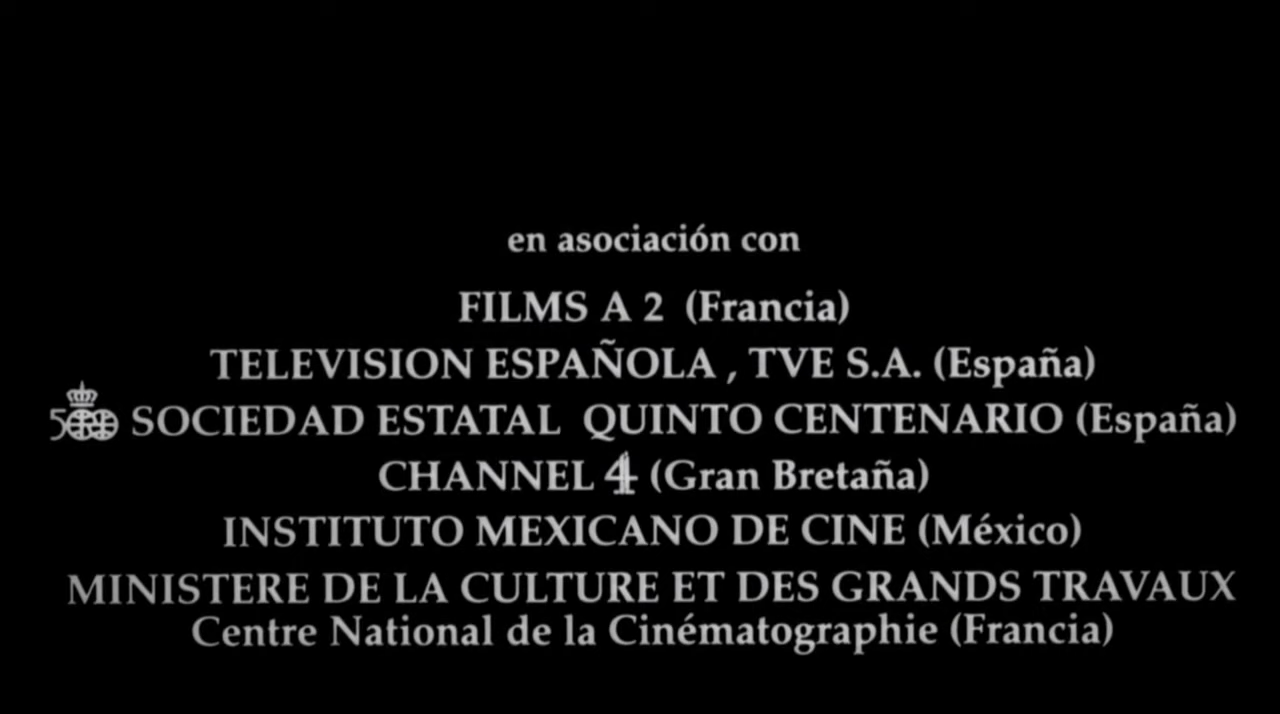 en asociación con
FILMS A 2 (Francia)
TELEVISION ESPAÑOLA , TVE S.A. (España)
500 SOCIEDAD ESTATAL QUINTO CENTENARIO (España)
CHANNEL 4 (Gran Bretaña)
INSTITUTO MEXICANO DE CINE (México)
MINISTERE DE LA CULTURE ET DES GRANDS TRAVAUX
Centre National de la Cinématographie (Francia)